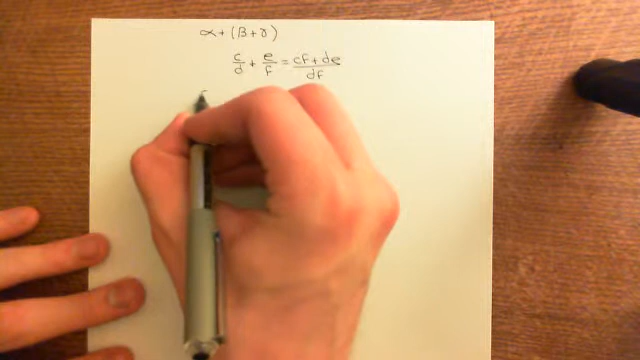 α + (β + γ)
c/d + e/f = cf + de/df